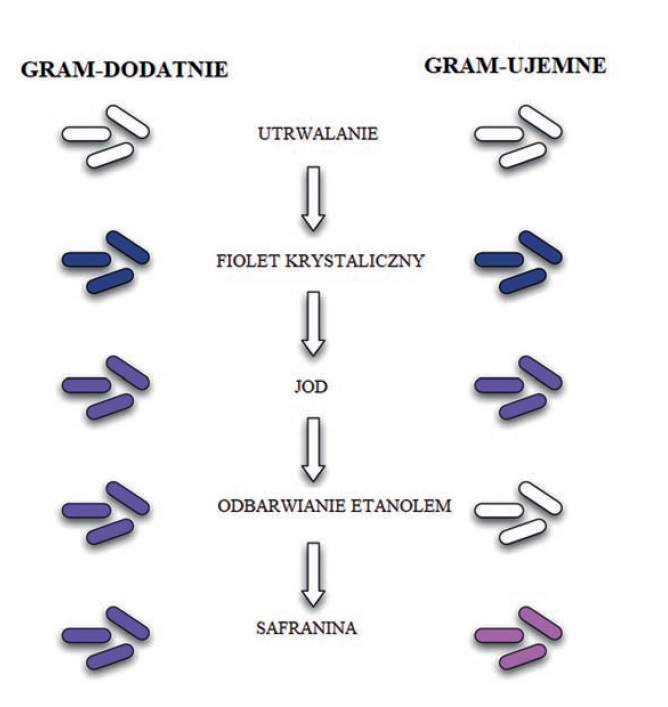 GRAM-DODATNIE
GRAM-UJEMNE
UTRWALANIE
FIOLET KRYSTALICZNY
JOD
ODBARWIANIE ETANOLEM
SAFRANINA